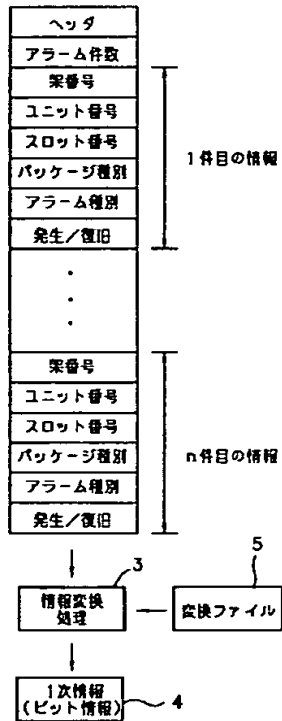 ヘッダ
アラーム件数
架番号
ユニット番号
スロット番号
パッケージ種別
アラーム種別
発生/復旧
1件目の情報
・
・
・
架番号
ユニット番号
スロット番号
パッケージ種別
アラーム種別
発生/復旧
n件目の情報
3
5
情報変換
処理
変換ファイル
1次情報
(ビット情報)
4